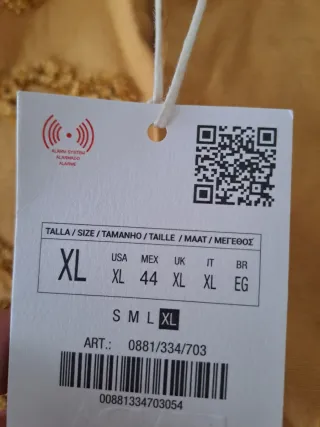 ALARM SYSTEM
ALARMADO
ALARME
TALLA / SIZE / TAMANHO / TAILLE / MAAT / ΜΕΓΕΘΟΣ
XL
USA MEX UK IT BR
XL 44 XL XL EG
S M L XL
ART.: 0881/334/703
00881334703054